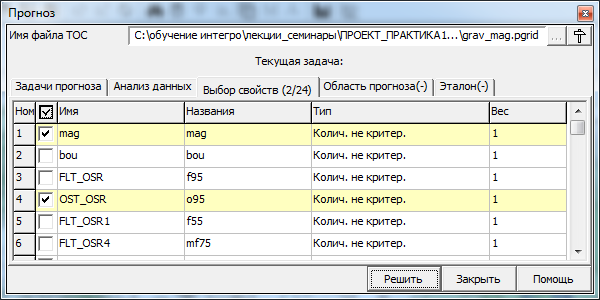 Прогноз
Имя файла ТОС C:\обучение интегро\лекции_семинары\ПРОЕКТ_ПРАКТИКА1...\grav_mag.pgrid ...
Текущая задача:
Задачи прогноза Анализ данных Выбор свойств (2/24) Область прогноза(-) Эталон(-)
Ном Имя Названия Тип Вес
1 mag mag Колич. не критер. 1
2 bou bou Колич. не критер. 1
3 FLT_OSR f95 Колич. не критер. 1
4 OST_OSR o95 Колич. не критер. 1
5 FLT_OSR1 f55 Колич. не критер. 1
6 FLT_OSR4 mf75 Колич. не критер. 1
Решить Закрыть Помощь